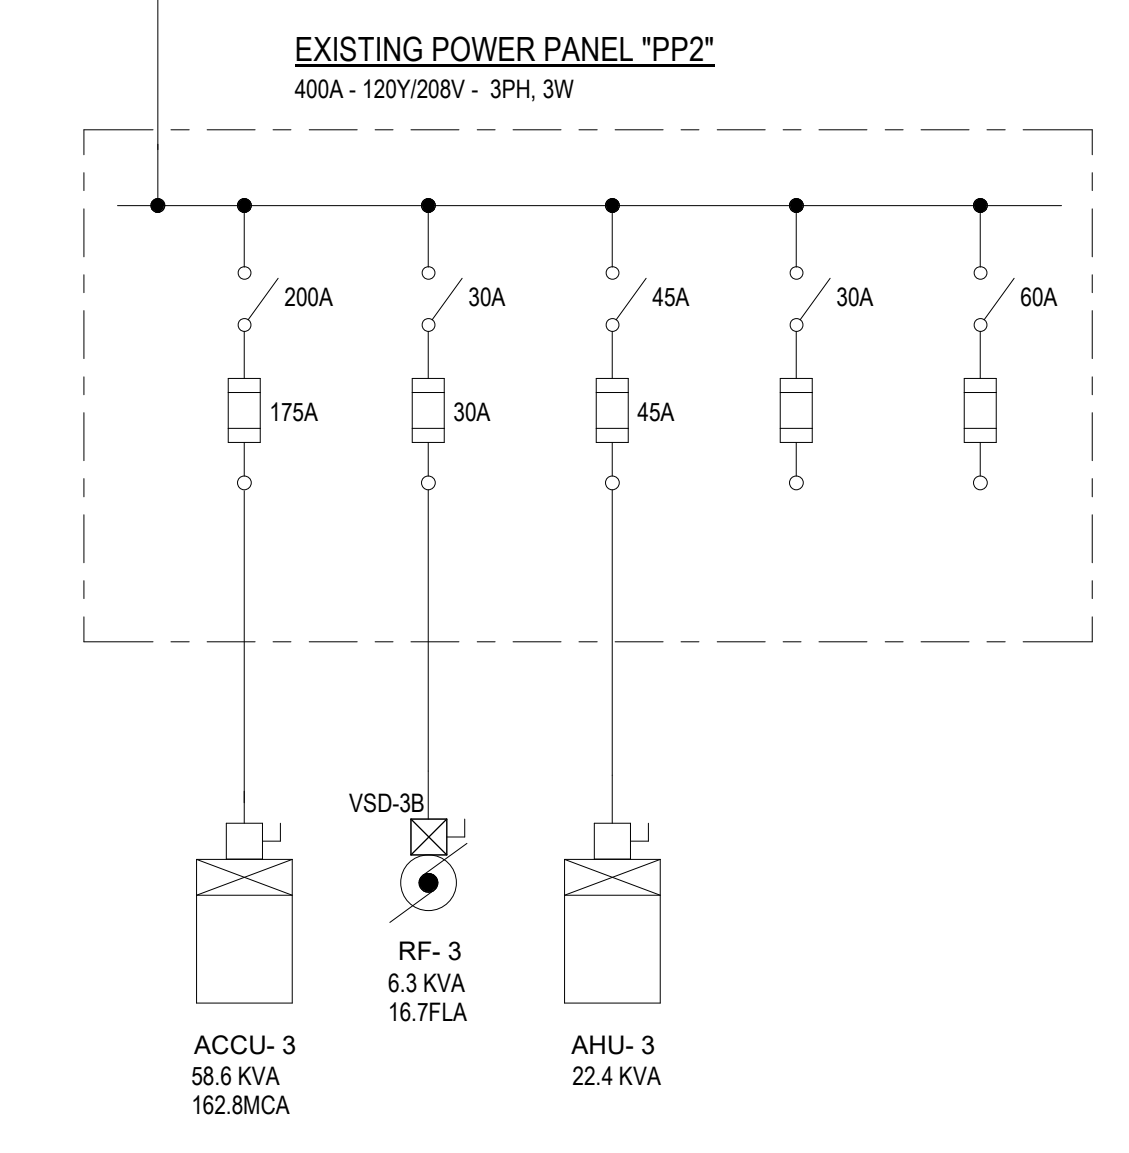 EXISTING POWER PANEL "PP2"
400A - 120Y/208V - 3PH, 3W
200A
30A
45A
30A
60A
175A
30A
45A
VSD-3B
RF- 3
6.3 KVA
16.7FLA
ACCU- 3
58.6 KVA
162.8MCA
AHU- 3
22.4 KVA